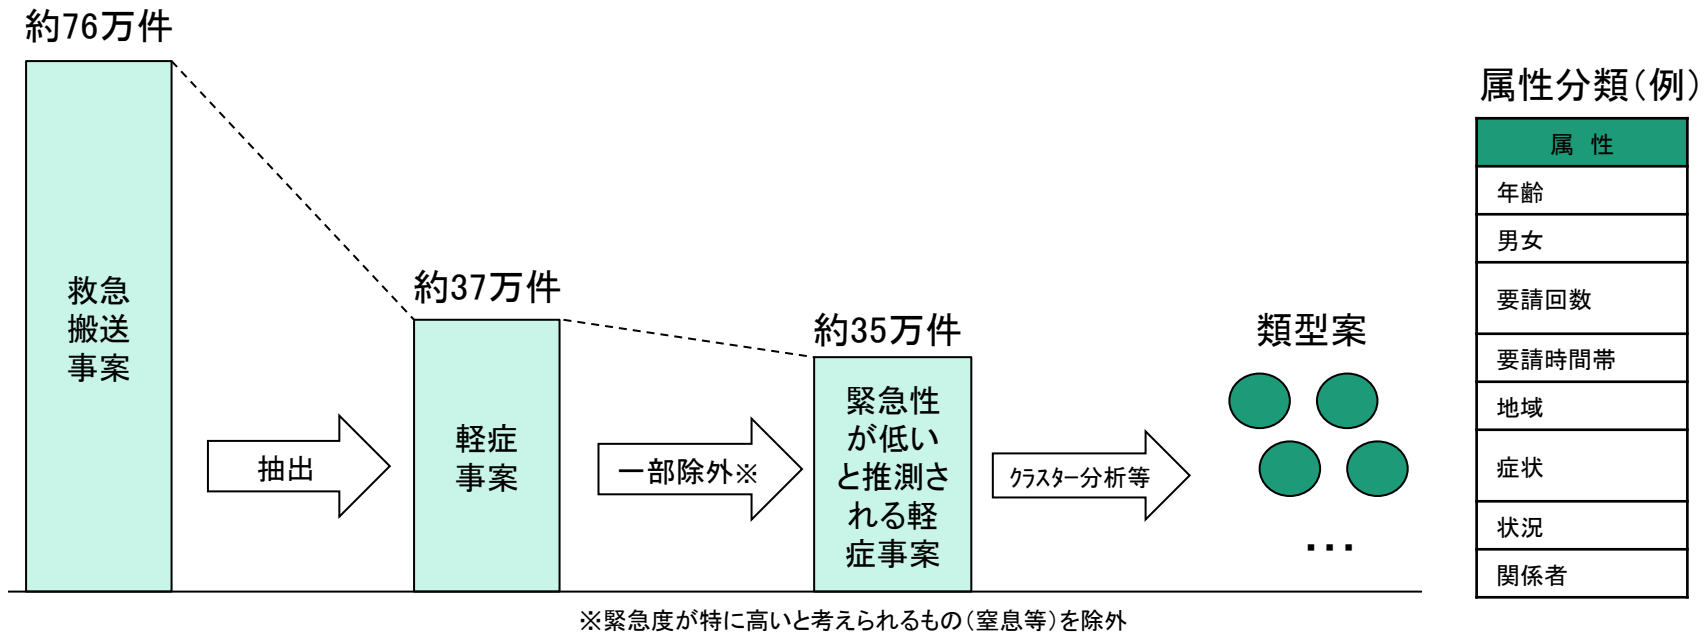 約76万件
救急
搬送
事案
抽出
約37万件
軽症
事案
一部除外※
約35万件
緊急性
が低い
と推測さ
れる軽
症事案
クラスター分析等
類型案
...
※緊急度が特に高いと考えられるもの（窒息等）を除外
属性分類（例）
属 性
年齢
男女
要請回数
要請時間帯
地域
症状
状況
関係者